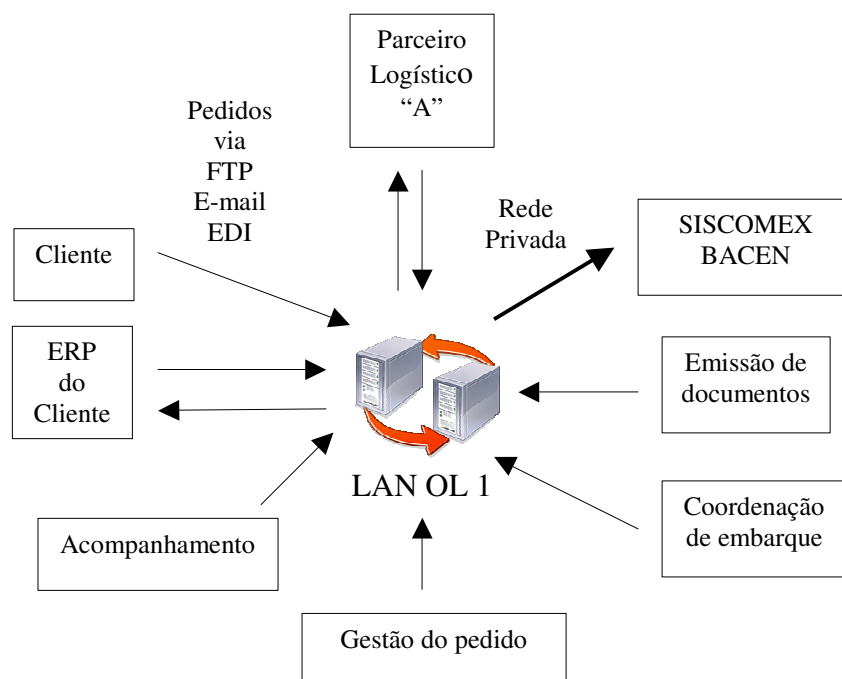 Parceiro
Logístico
“A”
Pedidos
via
FTP
E-mail
EDI
Rede
Privada
SISCOMEX
BACEN
Cliente
ERP
do
Cliente
Emissão de
documentos
LAN OL 1
Acompanhamento
Coordenação
de embarque
Gestão do pedido